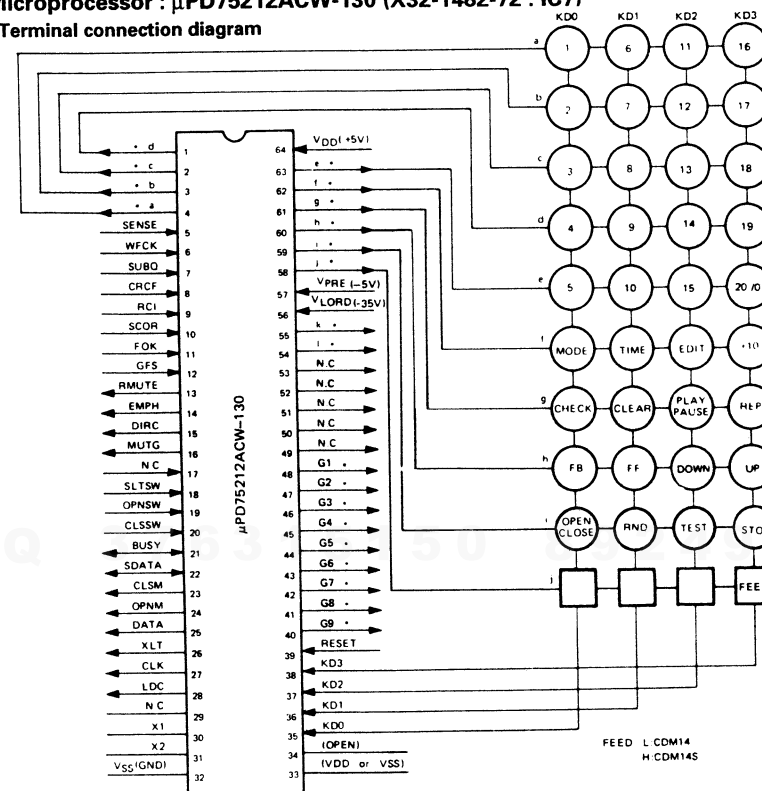 Microprocessor : μPD75212ACW-130 (X32-1482-72 : IC7)
Terminal connection diagram
KD0 KD1 KD2 KD3
a 1 6 11 16
b 2 7 12 17
c 3 8 13 18
d 4 9 14 19
e 5 10 15 20/0
f MODE TIME EDIT +10
g CHECK CLEAR PLAY PAUSE REP
h FB FF DOWN UP
i OPEN CLOSE RND TEST STO
j FEE
μPD75212ACW-130
d 1
c 2
b 3
a 4
SENSE 5
WFCK 6
SUBQ 7
CRCF 8
RCI 9
SCOR 10
FOK 11
GFS 12
RMUTE 13
EMPH 14
DIRC 15
MUTG 16
NC 17
SLTSW 18
OPNSW 19
CLSSW 20
BUSY 21
SDATA 22
CLSM 23
OPNM 24
DATA 25
XLT 26
CLK 27
LDC 28
N C 29
X1 30
X2 31
VSS(GND) 32
64 VDD(+5V)
63 e
62 f
61 g
60 h
59 i
58 j
57 VPRE (–5V)
56 VLORD(-35V)
55 k
54 l
53 N.C
52 N.C
51 N C
50 N C
49 N C
48 G1
47 G2
46 G3
45 G4
44 G5
43 G6
42 G7
41 G8
40 G9
39 RESET
38 KD3
37 KD2
36 KD1
35 KD0
34 (OPEN)
33 (VDD or VSS)
FEED L:CDM14
H:CDM14S